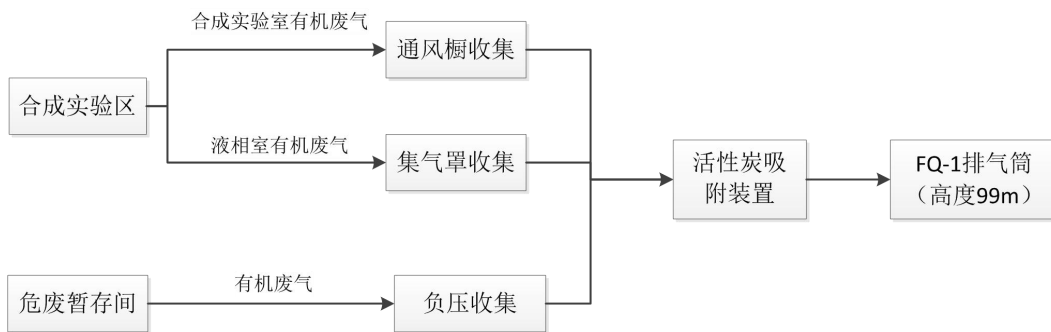 合成实验室有机废气
通风橱收集
合成实验区
液相室有机废气
集气罩收集
活性炭吸
附装置
FQ-1排气筒
（高度99m）
危废暂存间
有机废气
负压收集